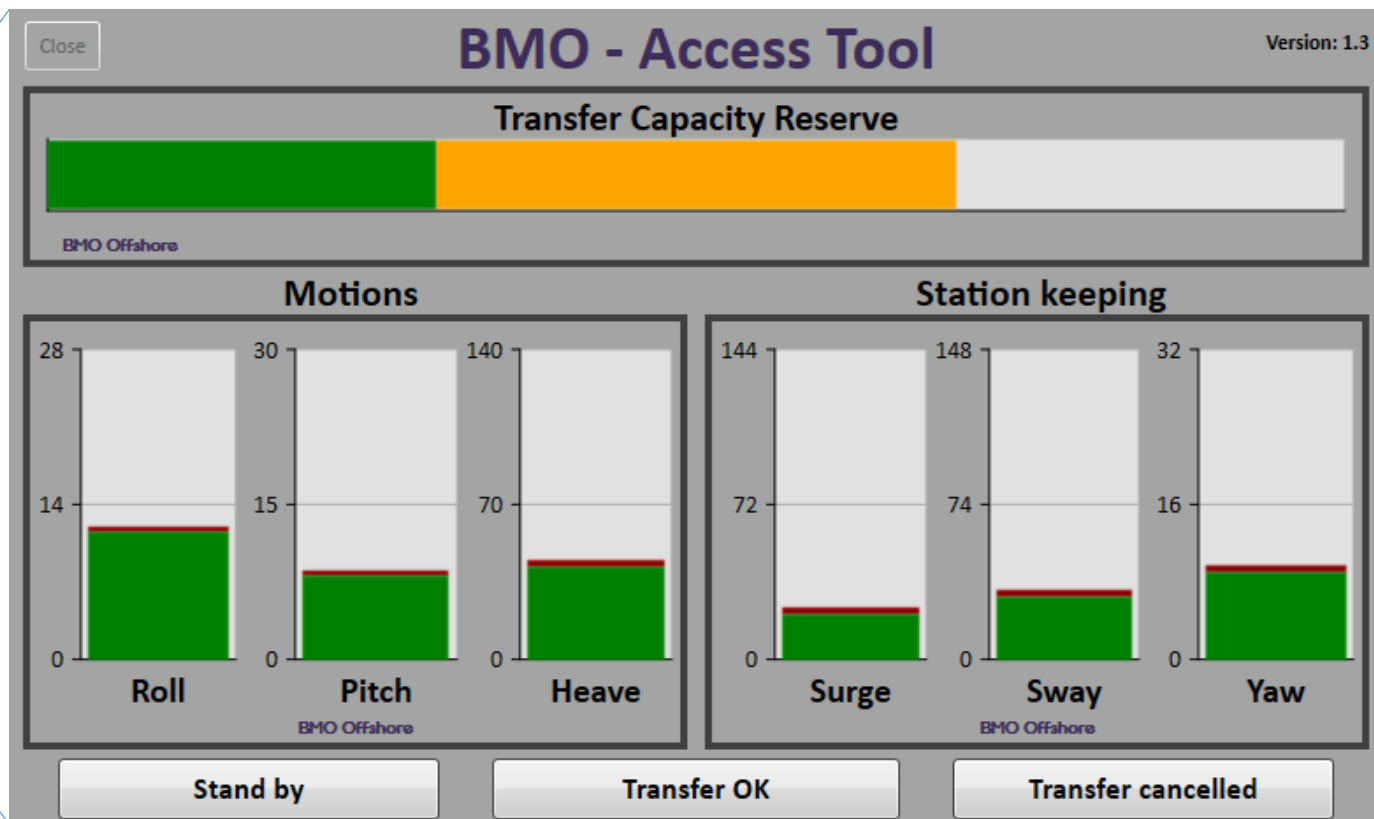 Close
BMO - Access Tool
Version: 1.3
Transfer Capacity Reserve
BMO Offshore
Motions
28
14
0
Roll
30
15
0
Pitch
140
70
0
Heave
BMO Offshore
Station keeping
144
72
0
Surge
148
74
0
Sway
32
16
0
Yaw
BMO Offshore
Stand by
Transfer OK
Transfer cancelled